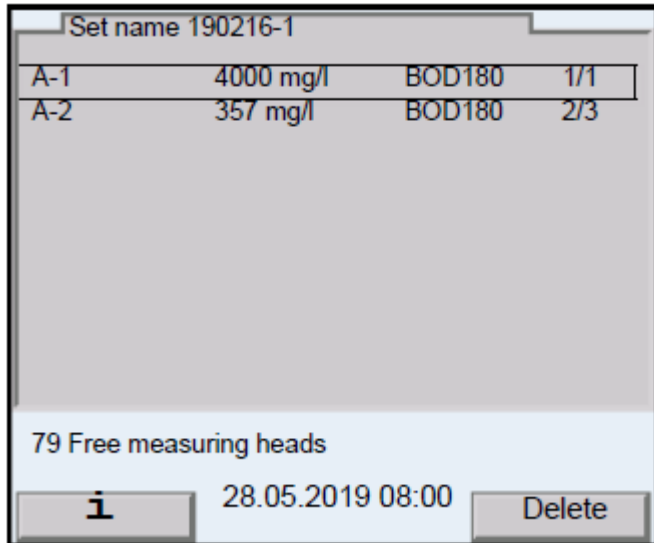 Set name 190216-1
A-1 4000 mg/l BOD180 1/1
A-2 357 mg/l BOD180 2/3
79 Free measuring heads
i 28.05.2019 08:00 Delete